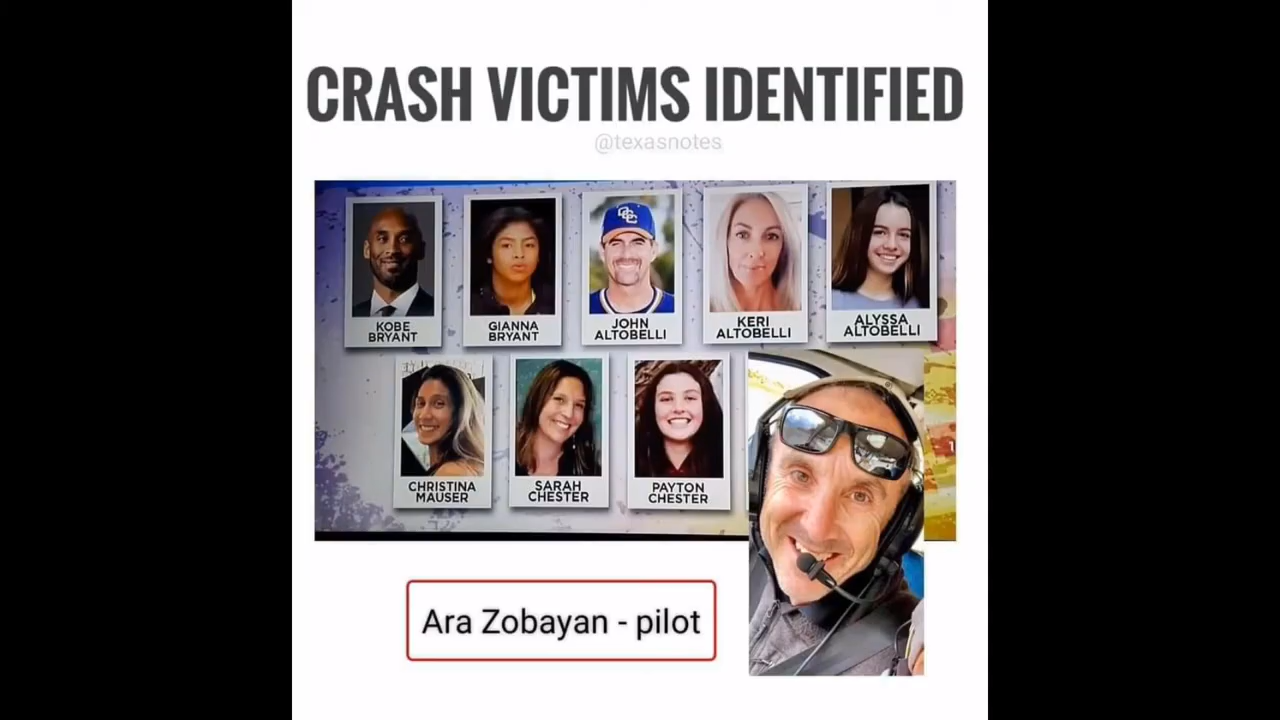 CRASH VICTIMS IDENTIFIED
@texasnotes
OCC
KOBE
BRYANT
GIANNA
BRYANT
JOHN
ALTOBELLI
KERI
ALTOBELLI
ALYSSA
ALTOBELLI
CHRISTINA
MAUSER
SARAH
CHESTER
PAYTON
CHESTER
Ara Zobayan - pilot